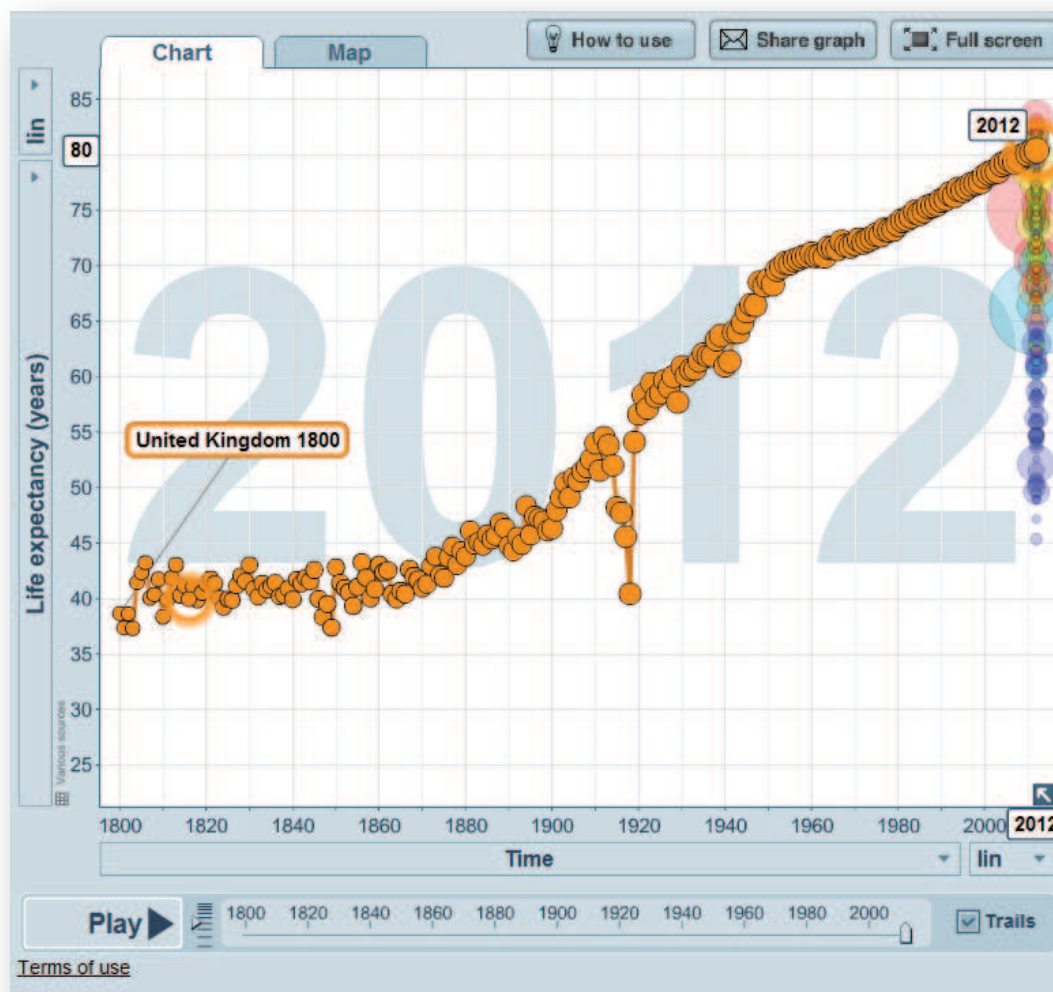 Chart Map How to use Share graph Full screen
lin
85
2012
80
75
70
65
60
55
50
45
40
35
30
25
2012
Life expectancy (years)
United Kingdom 1800
Various sources
1800 1820 1840 1860 1880 1900 1920 1940 1960 1980 2000 2012
Time lin
Play 1800 1820 1840 1860 1880 1900 1920 1940 1960 1980 2000 Trails
Terms of use